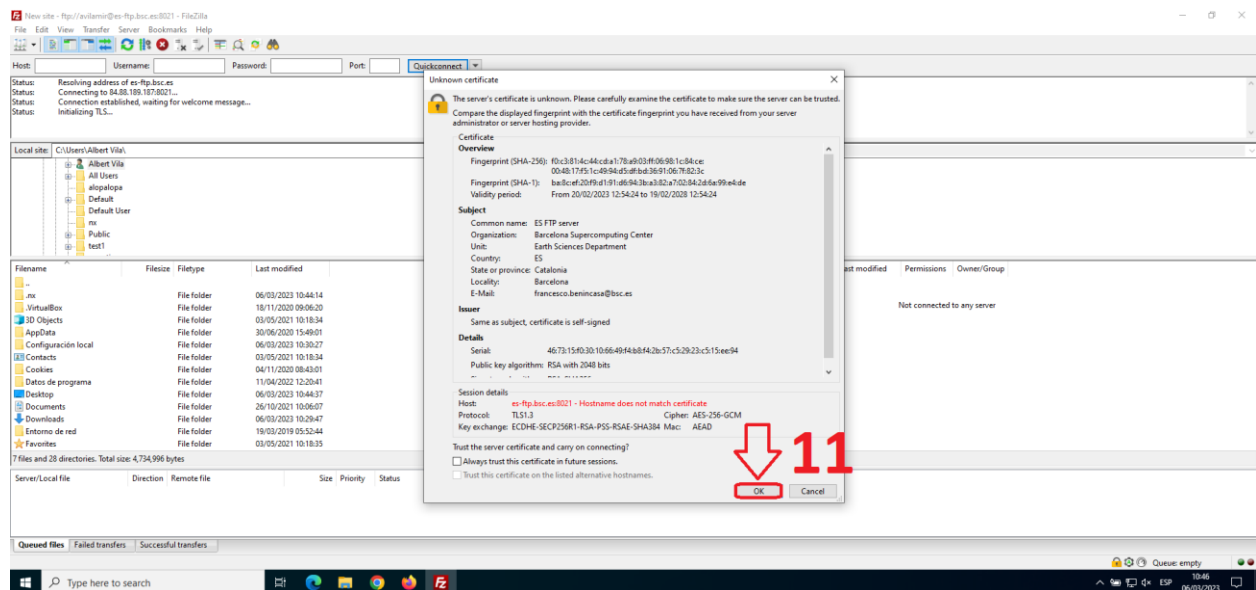 New site - ftp://avilamir@es-ftp.bsc.es:8021 - FileZilla
File Edit View Transfer Server Bookmarks Help
Host: Username: Password: Port: Quickconnect
Status: Resolving address of es-ftp.bsc.es
Status: Connecting to 84.88.189.187:8021...
Status: Connection established, waiting for welcome message...
Status: Initializing TLS...
Local site: C:\Users\Albert Vila\
Albert Vila
All Users
alopalopa
Default
Default User
nx
Public
test1
Filename Filesize Filetype Last modified
..
.nx File folder 06/03/2023 10:44:14
.VirtualBox File folder 18/11/2020 09:06:20
3D Objects File folder 03/05/2021 10:18:34
AppData File folder 30/06/2020 15:49:01
Configuración local File folder 06/03/2023 10:30:27
Contacts File folder 03/05/2021 10:18:34
Cookies File folder 04/11/2020 08:43:01
Datos de programa File folder 11/04/2022 12:20:41
Desktop File folder 06/03/2023 10:44:37
Documents File folder 26/10/2021 10:06:07
Downloads File folder 06/03/2023 10:29:47
Entorno de red File folder 19/03/2019 05:52:44
Favorites File folder 03/05/2021 10:18:35
7 files and 28 directories. Total size: 4,734,996 bytes
Server/Local file Direction Remote file Size Priority Status
Queued files Failed transfers Successful transfers
Unknown certificate
The server's certificate is unknown. Please carefully examine the certificate to make sure the server can be trusted.
Compare the displayed fingerprint with the certificate fingerprint you have received from your server
administrator or server hosting provider.
Certificate
Overview
Fingerprint (SHA-256): f0:c3:81:4c:44:cd:a1:78:a9:03:ff:06:98:1c:84:ce:
00:48:17:f5:1c:49:94:d5:df:bd:36:91:06:7f:82:3c
Fingerprint (SHA-1): ba:8c:ef:20:f9:d1:91:d6:94:3b:a3:82:a7:02:84:2d:6a:99:e4:de
Validity period: From 20/02/2023 12:54:24 to 19/02/2028 12:54:24
Subject
Common name: ES FTP server
Organization: Barcelona Supercomputing Center
Unit: Earth Sciences Department
Country: ES
State or province: Catalonia
Locality: Barcelona
E-Mail: francesco.benincasa@bsc.es
Issuer
Same as subject, certificate is self-signed
Details
Serial: 46:73:15:f0:30:10:66:49:f4:b8:f4:2b:57:c5:29:23:c5:15:ee:94
Public key algorithm: RSA with 2048 bits
Session details
Host: es-ftp.bsc.es:8021 - Hostname does not match certificate
Protocol: TLS1.3 Cipher: AES-256-GCM
Key exchange: ECDHE-SECP256R1-RSA-PSS-RSAE-SHA384 Mac: AEAD
Trust the server certificate and carry on connecting?
Always trust this certificate in future sessions.
Trust this certificate on the listed alternative hostnames.
11
OK Cancel
ast modified Permissions Owner/Group
Not connected to any server
Queue: empty
Type here to search
ESP 10:46
06/03/2023